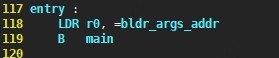 117 entry :
118     LDR r0, =bldr_args_addr
119     B   main
120